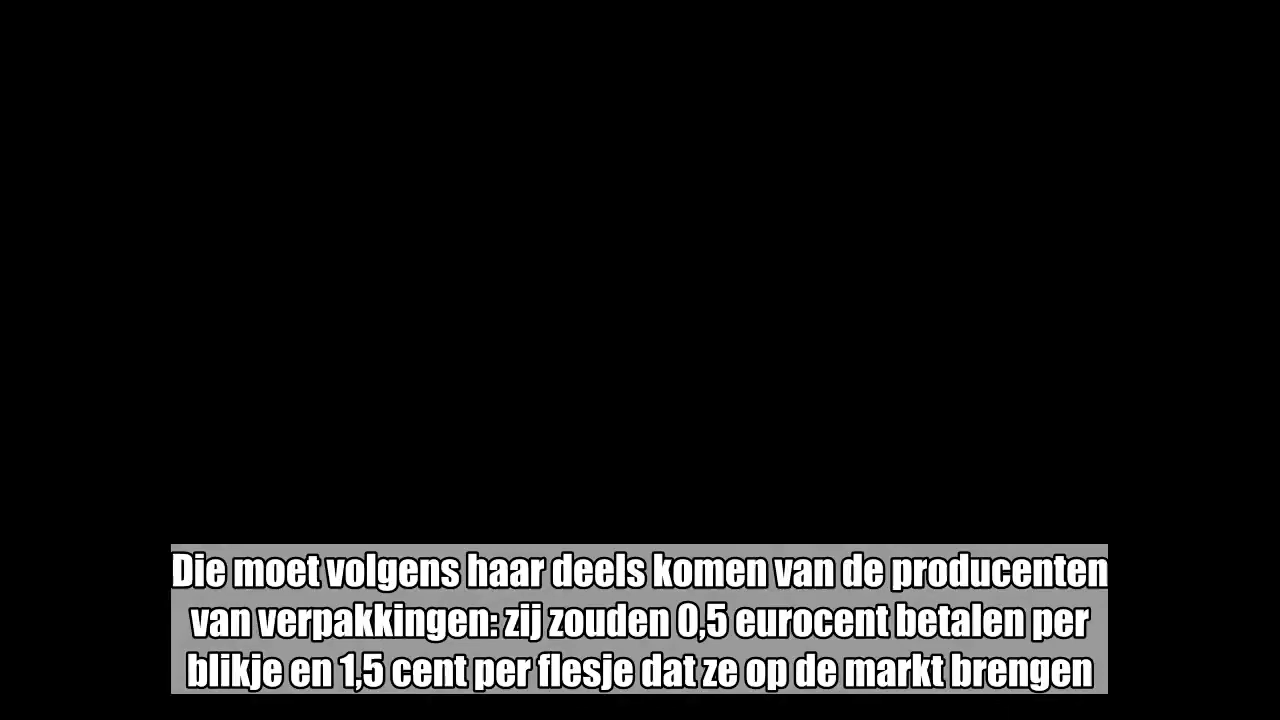 Die moet volgens haar deels komen van de producenten
van verpakkingen: zij zouden 0,5 eurocent betalen per
blikje en 1,5 cent per flesje dat ze op de markt brengen